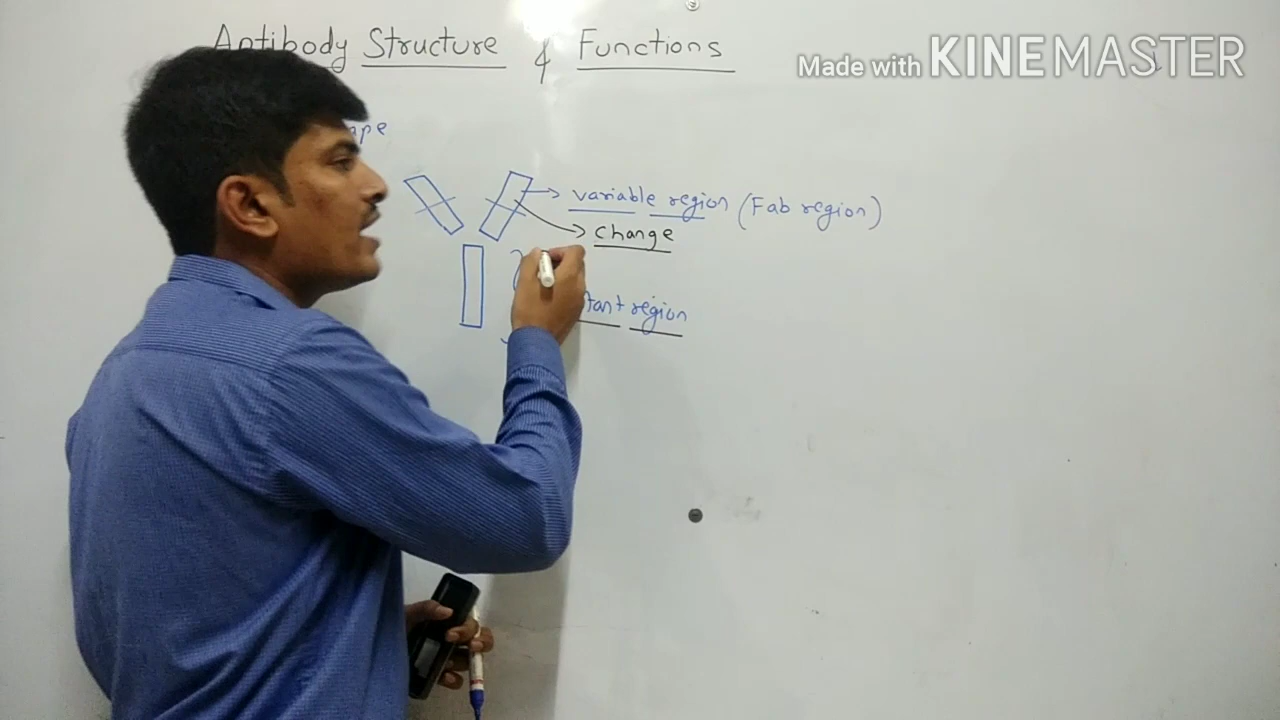 Antibody Structure & Functions
Made with KINEMASTER
variable region (Fab region)
change
region